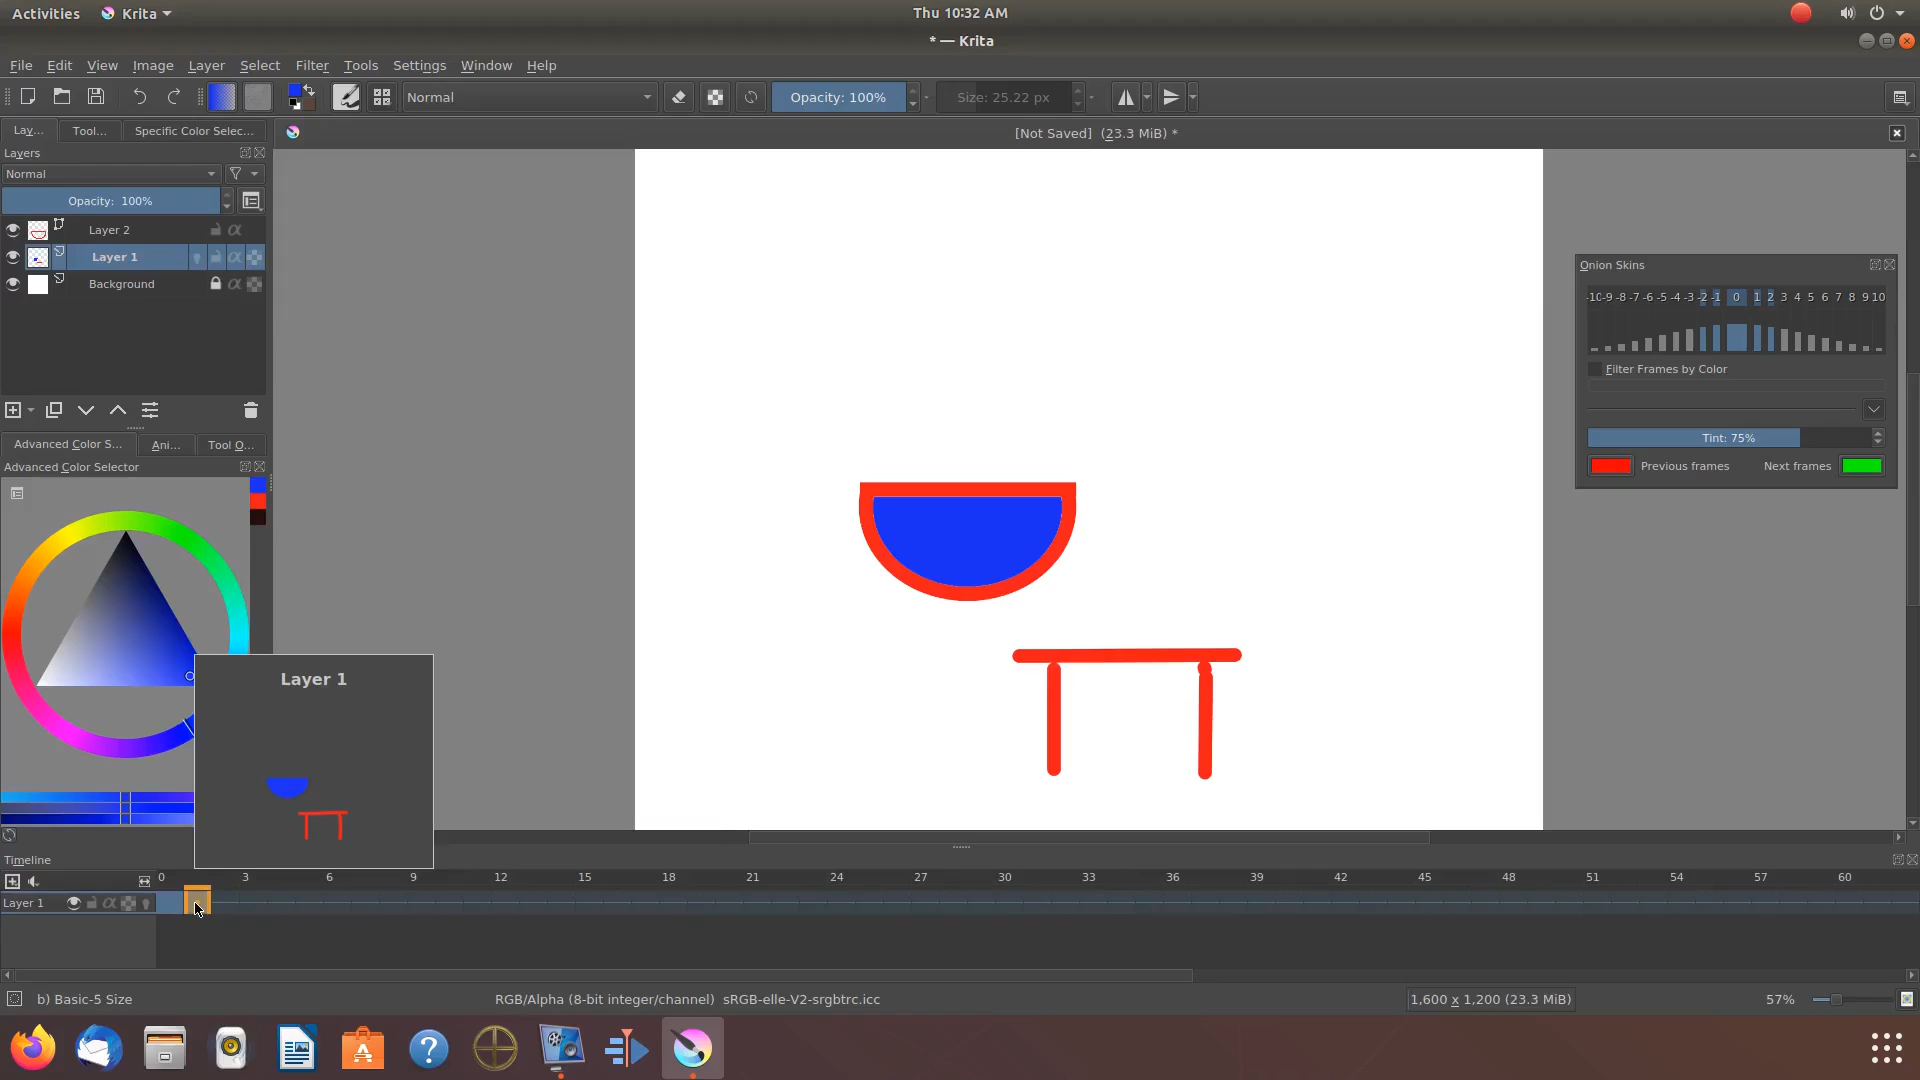 Activities Krita Thu 10:32 AM
* — Krita
File Edit View Image Layer Select Filter Tools Settings Window Help
Normal Opacity: 100% Size: 25.22 px
Lay... Tool... Specific Color Selec... [Not Saved] (23.3 MiB) *
Layers
Normal
Opacity: 100%
Layer 2
Layer 1
Background
Onion Skins
-10 -9 -8 -7 -6 -5 -4 -3 -2 -1 0 1 2 3 4 5 6 7 8 9 10
Filter Frames by Color
Tint: 75%
Previous frames Next frames
Advanced Color S... Ani... Tool O...
Advanced Color Selector
Layer 1
Timeline
0 3 6 9 12 15 18 21 24 27 30 33 36 39 42 45 48 51 54 57 60
Layer 1
b) Basic-5 Size RGB/Alpha (8-bit integer/channel) sRGB-elle-V2-srgbtrc.icc 1,600 x 1,200 (23.3 MiB) 57%